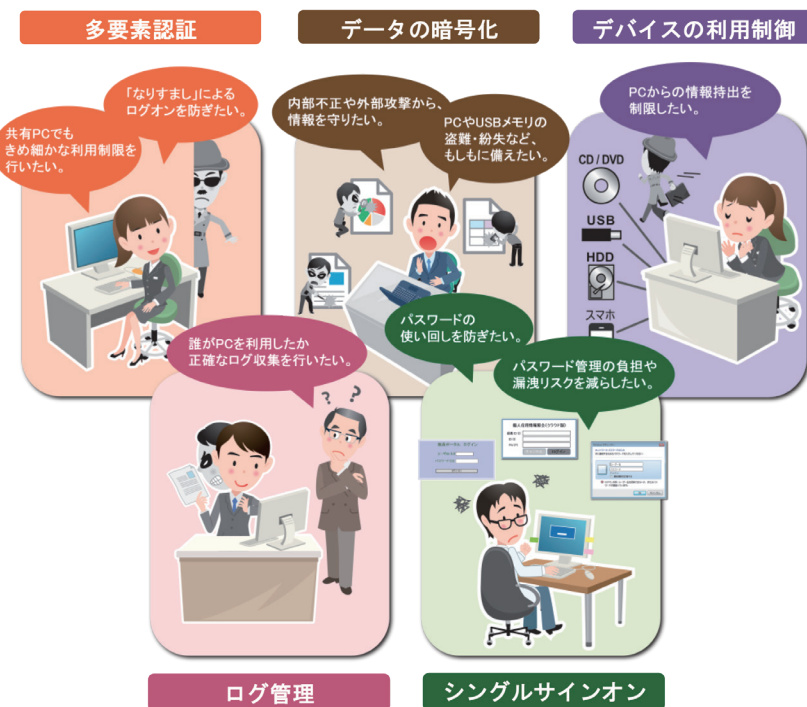 多要素認証
データの暗号化
デバイスの利用制御
「なりすまし」による
ログオンを防ぎたい。
共有PCでも
きめ細かな利用制限を
行いたい。
内部不正や外部攻撃から、
情報を守りたい。
PCやUSBメモリの
盗難・紛失など、
もしもに備えたい。
PCからの情報持出を
制限したい。
CD / DVD
USB
HDD
スマホ
誰がPCを利用したか
正確なログ収集を行いたい。
? ?
パスワードの
使い回しを防ぎたい。
パスワード管理の負担や
漏洩リスクを減らしたい。
ログ管理
シングルサインオン